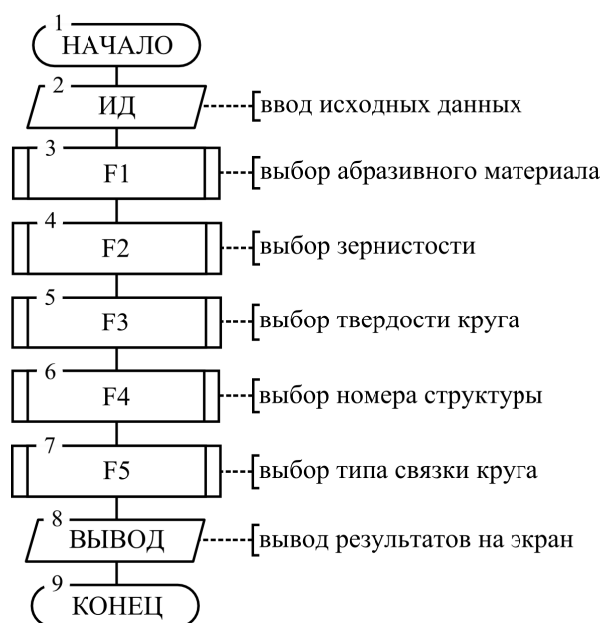 1
НАЧАЛО
2
ИД
ввод исходных данных
3
F1
выбор абразивного материала
4
F2
выбор зернистости
5
F3
выбор твердости круга
6
F4
выбор номера структуры
7
F5
выбор типа связки круга
8
ВЫВОД
вывод результатов на экран
9
КОНЕЦ